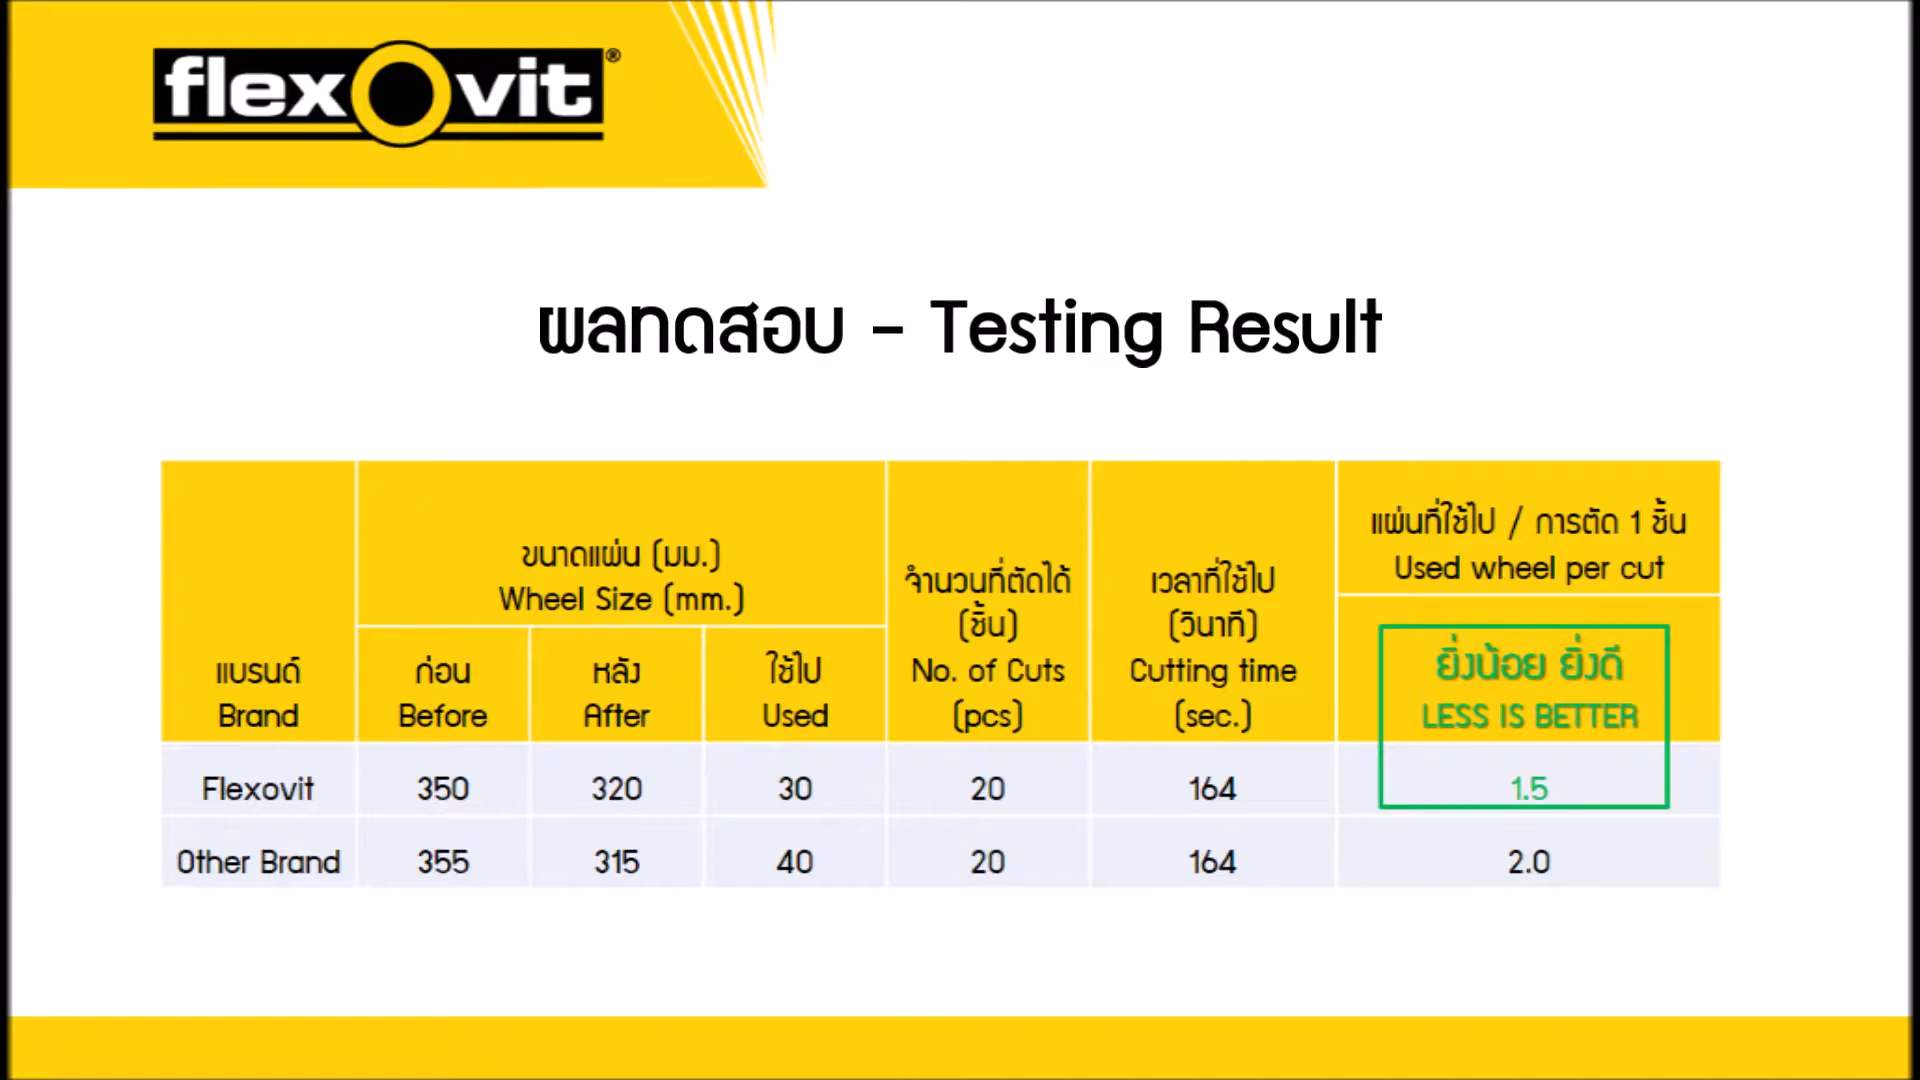 flexovit®
ผลทดสอบ - Testing Result
แบรนด์
Brand
ขนาดแผ่น (มม.)
Wheel Size (mm.)
ก่อน
Before
หลัง
After
ใช้ไป
Used
จำนวนที่ตัดได้
(ชิ้น)
No. of Cuts
(pcs)
เวลาที่ใช้ไป
(วินาที)
Cutting time
(sec.)
แผ่นที่ใช้ไป / การตัด 1 ชิ้น
Used wheel per cut
ยิ่งน้อย ยิ่งดี
LESS IS BETTER
Flexovit 350 320 30 20 164 1.5
Other Brand 355 315 40 20 164 2.0